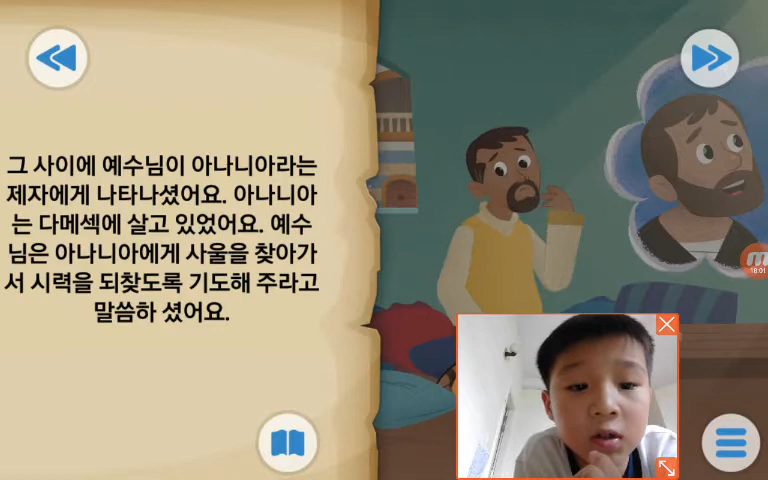 그 사이에 예수님이 아나니아라는
제자에게 나타나셨어요. 아나니아
는 다메섹에 살고 있었어요. 예수
님은 아나니아에게 사울을 찾아가
서 시력을 되찾도록 기도해 주라고
말씀하 셨어요.
18:01